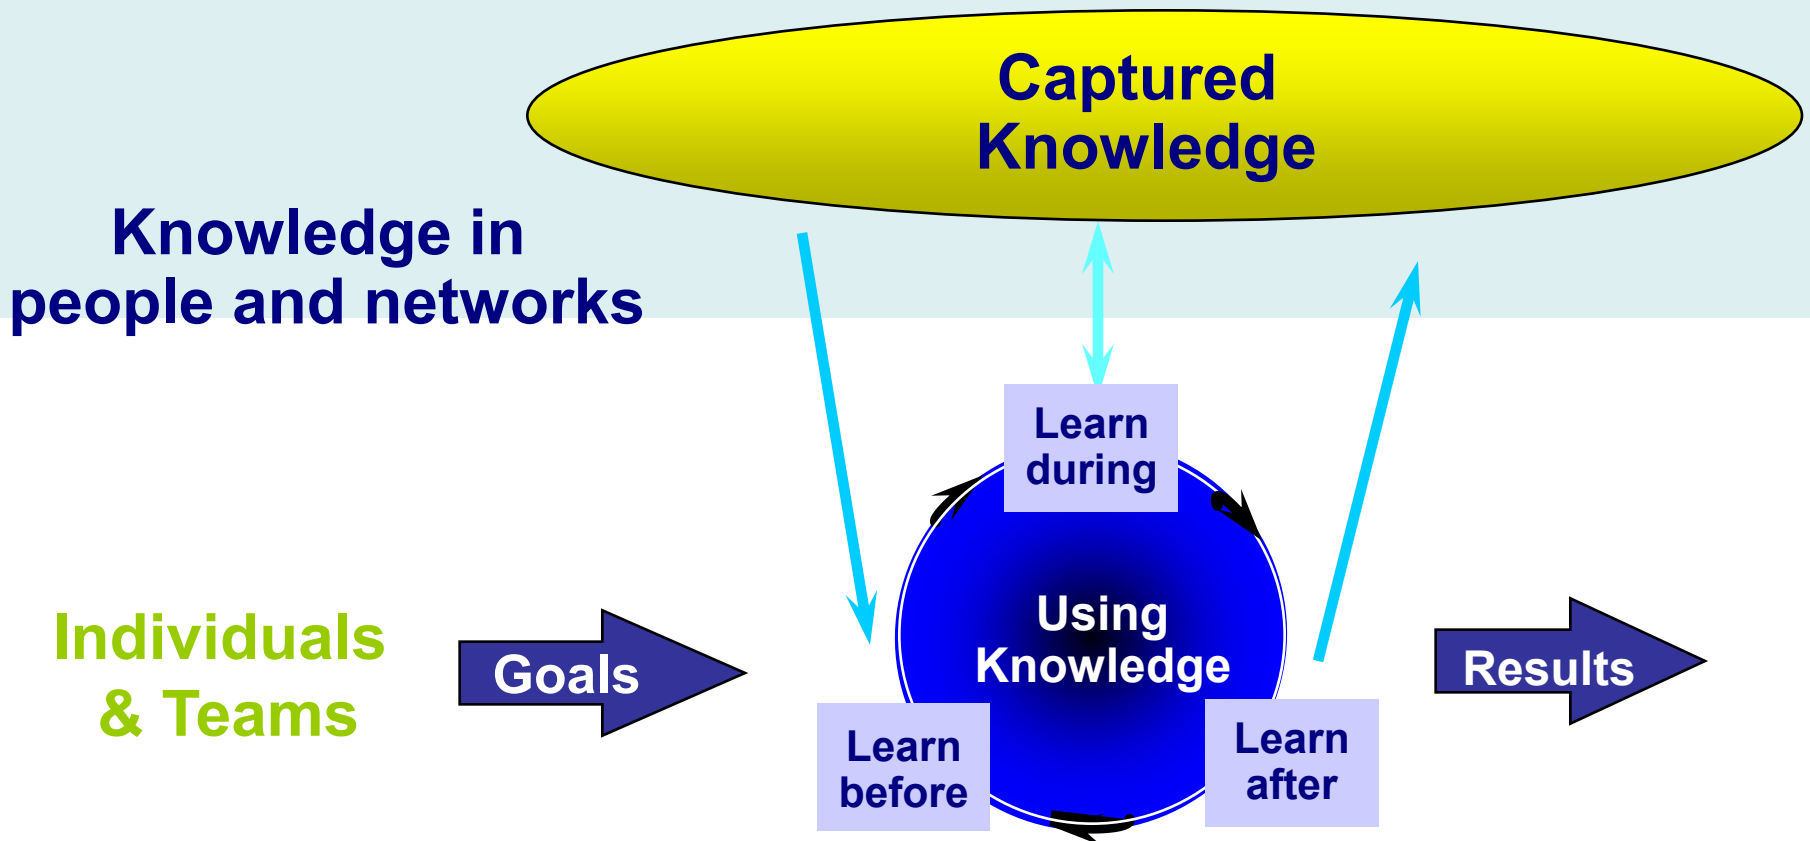 Captured
Knowledge
Knowledge in
people and networks
Learn
during
Using
Knowledge
Individuals
& Teams
Goals
Results
Learn
before
Learn
after